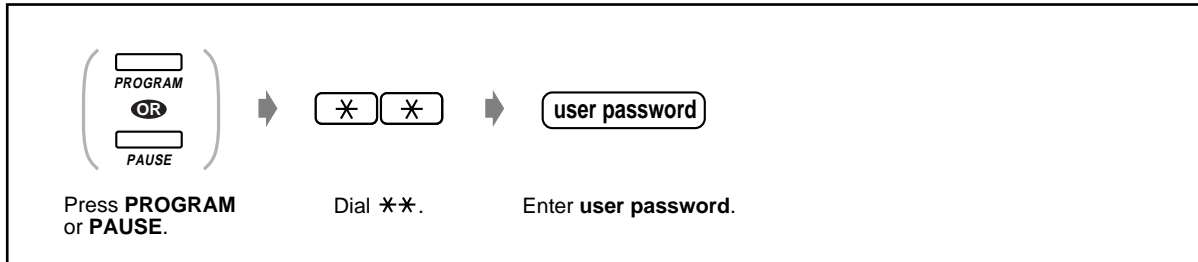 PROGRAM
OR
PAUSE
✳ ✳
user password
Press PROGRAM
or PAUSE.
Dial ✳✳.
Enter user password.